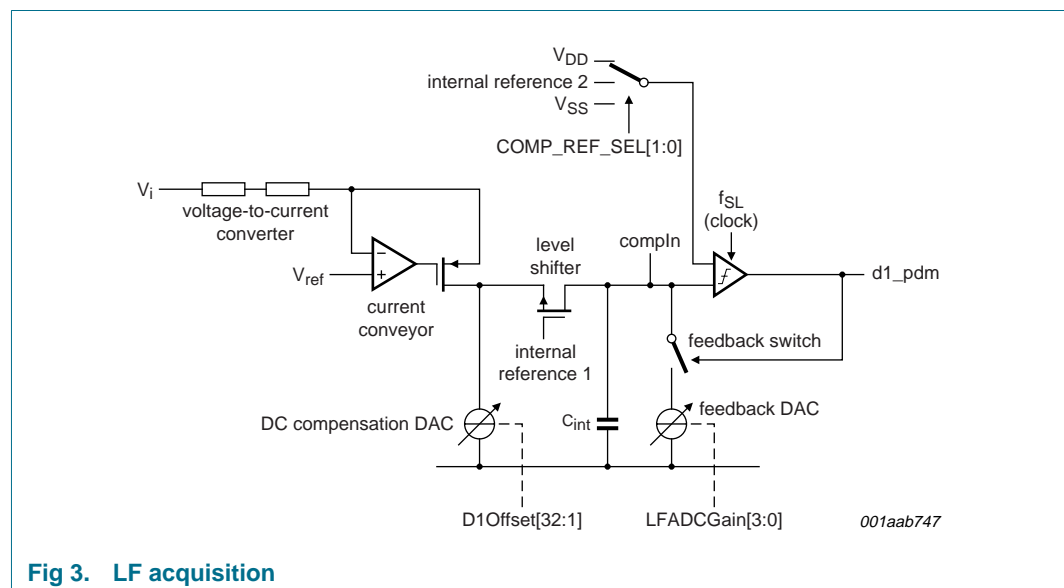 VDD
internal reference 2
VSS
COMP_REF_SEL[1:0]
Vi
voltage-to-current
converter
fSL
(clock)
level
shifter
compIn
−
+
Vref
d1_pdm
current
conveyor
internal
reference 1
feedback switch
DC compensation DAC
Cint
feedback DAC
D1Offset[32:1]
LFADCGain[3:0]
001aab747
Fig 3. LF acquisition